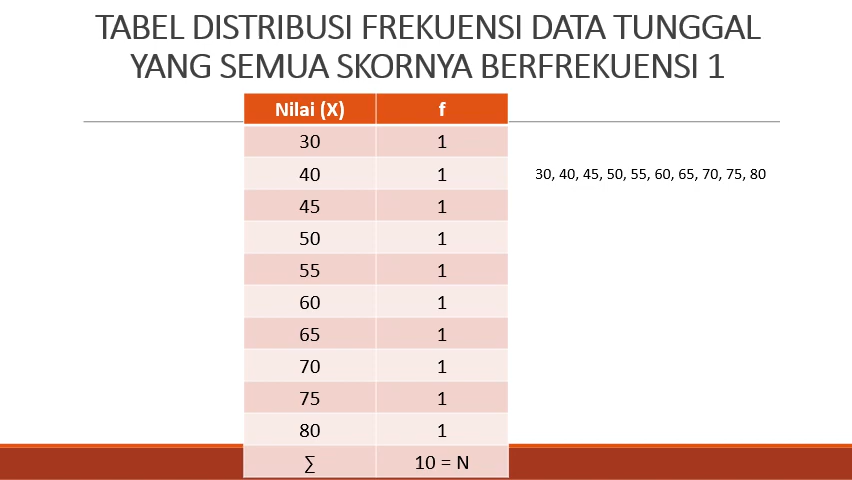 TABEL DISTRIBUSI FREKUENSI DATA TUNGGAL
YANG SEMUA SKORNYA BERFREKUENSI 1
Nilai (X) f
30 1
40 1
45 1
50 1
55 1
60 1
65 1
70 1
75 1
80 1
∑ 10 = N
30, 40, 45, 50, 55, 60, 65, 70, 75, 80